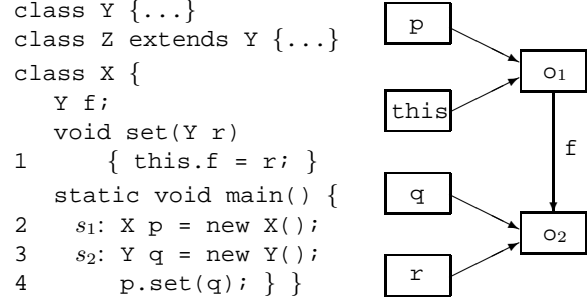 class Y {...}
class Z extends Y {...}
class X {
Y f;
void set(Y r)
1 { this.f = r; }
static void main() {
2 s₁: X p = new X();
3 s₂: Y q = new Y();
4 p.set(q); } }
p
o₁
this
f
q
o₂
r